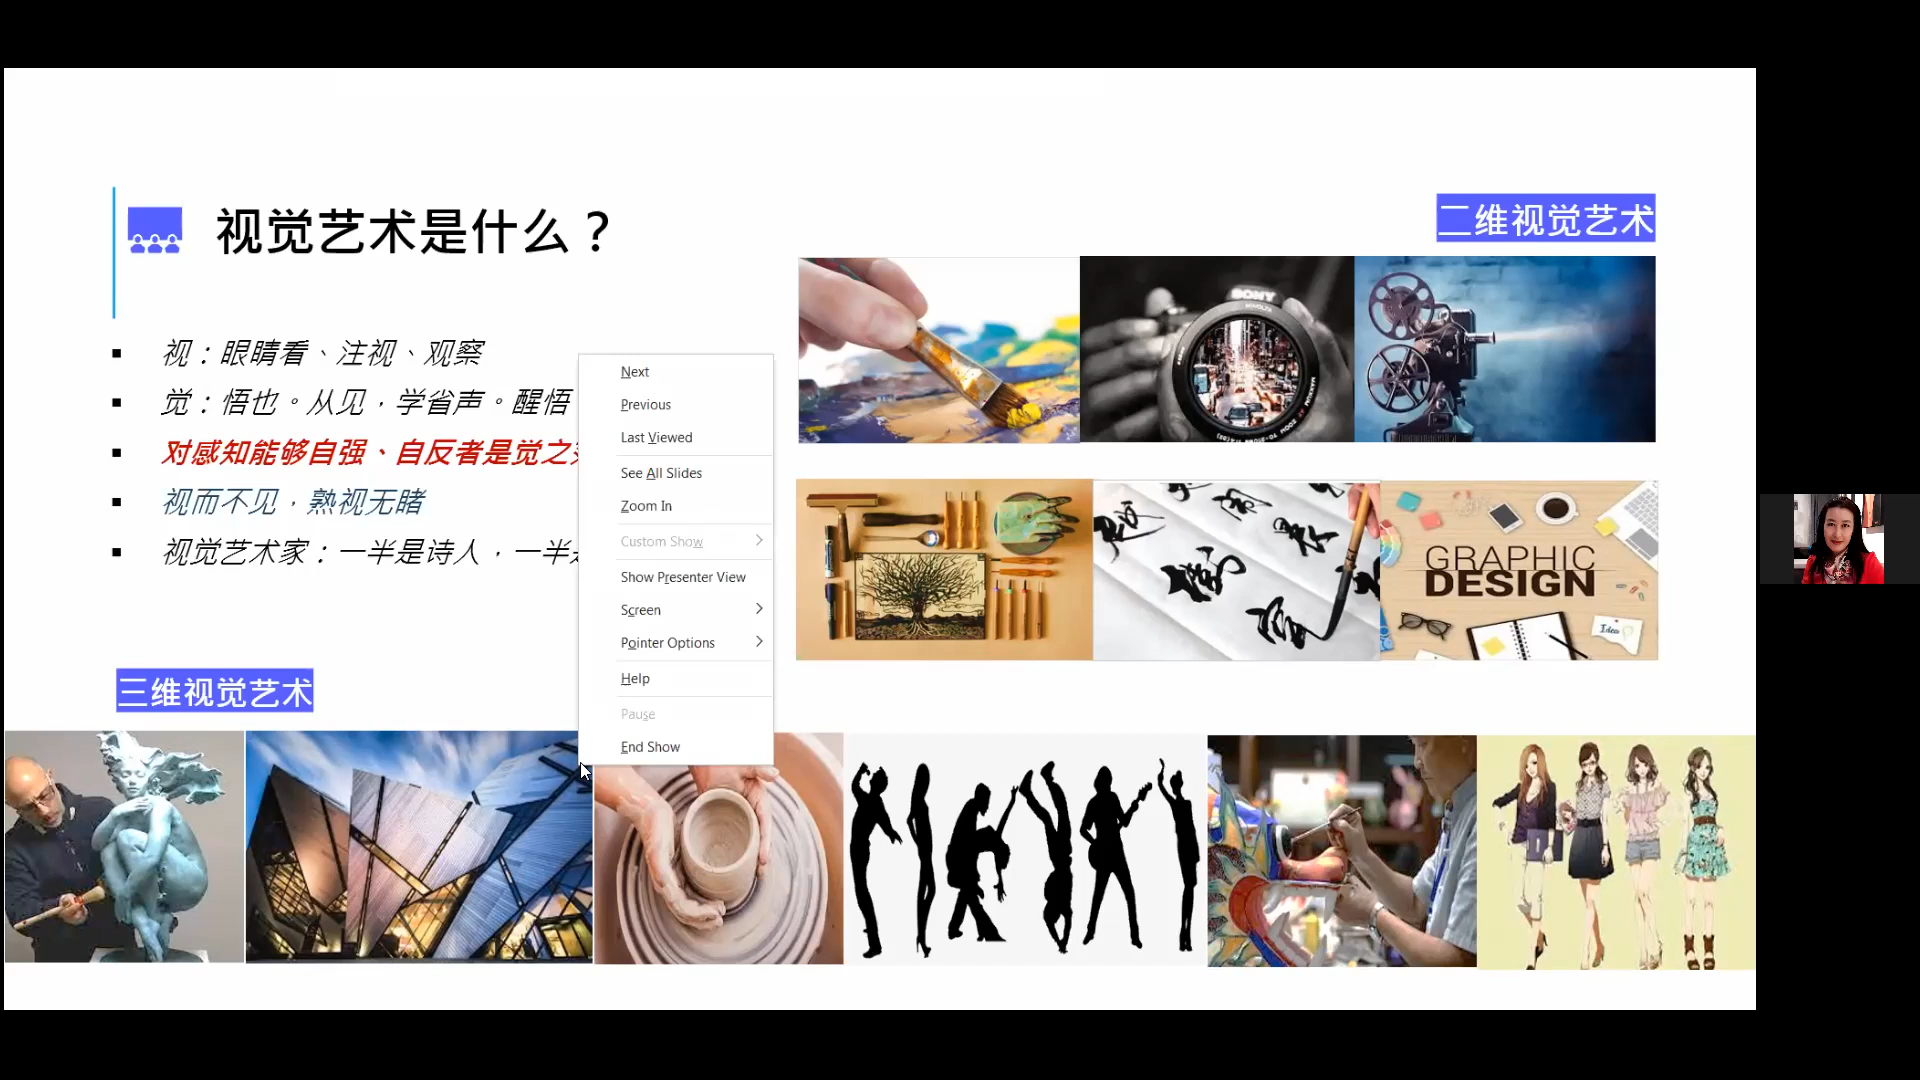 视觉艺术是什么？
二维视觉艺术
▪ 视：眼睛看、注视、观察
▪ 觉：悟也。从见，学省声。醒悟
▪ 对感知能够自强、自反者是觉之
▪ 视而不见，熟视无睹
▪ 视觉艺术家：一半是诗人，一半
Next
Previous
Last Viewed
See All Slides
Zoom In
Custom Show
Show Presenter View
Screen
Pointer Options
Help
Pause
End Show
SONY
GRAPHIC
DESIGN
Idea
三维视觉艺术